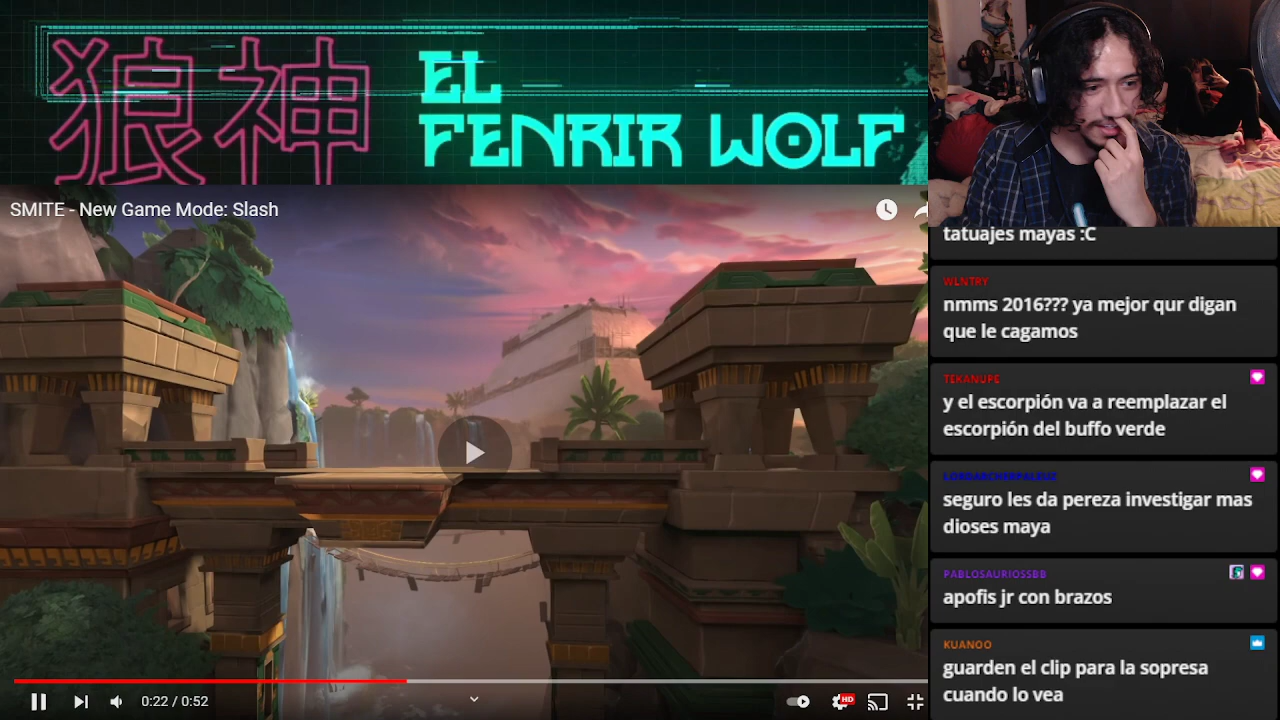 狼神
EL
FENRIR WOLF
SMITE - New Game Mode: Slash
HD
0:22 / 0:52
tatuajes mayas :C
WLNTRY
nmms 2016??? ya mejor qur digan
que le cagamos
TEKANUPE
y el escorpión va a reemplazar el
escorpión del buffo verde
seguro les da pereza investigar mas
dioses maya
PABLOSAURIOSSBB
apofis jr con brazos
KUANOO
guarden el clip para la sopresa
cuando lo vea